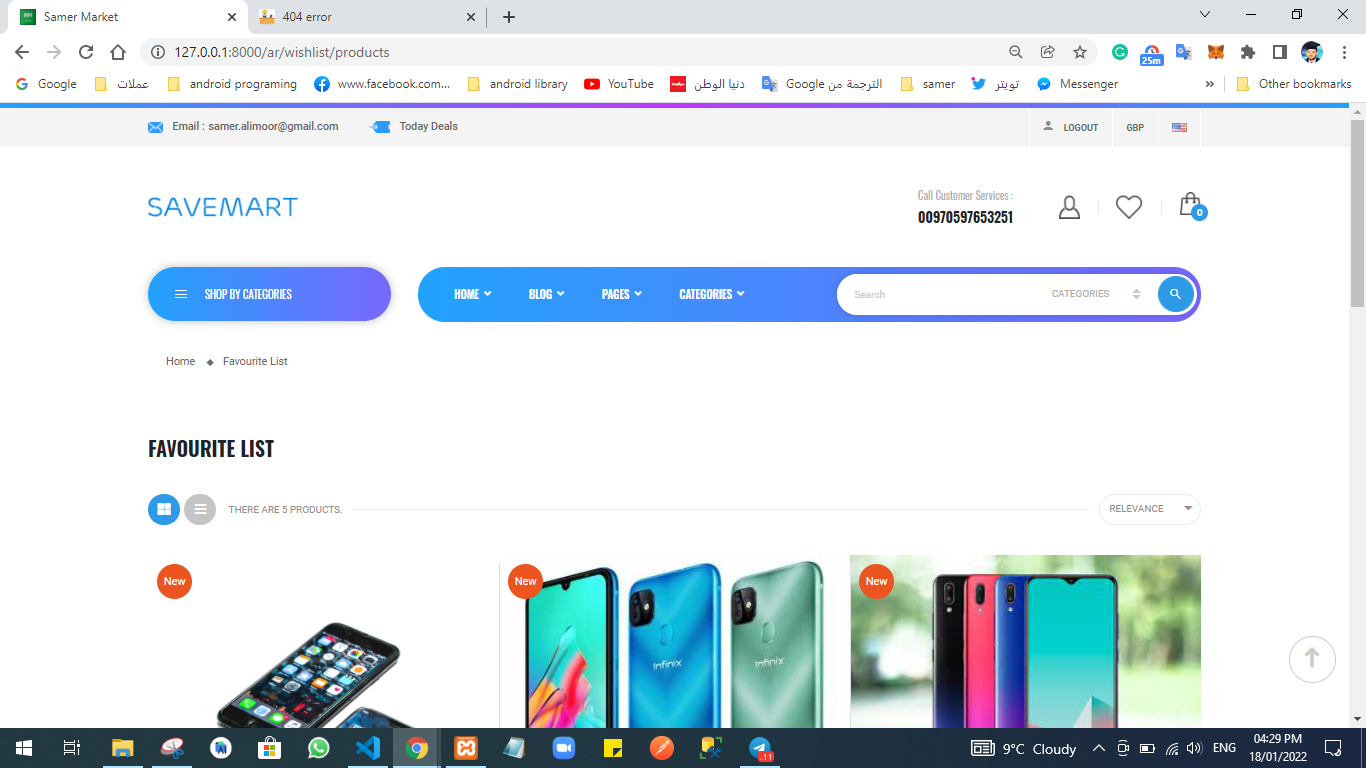 Samer Market
404 error
127.0.0.1:8000/ar/wishlist/products
25m
Google
عملات
android programing
www.facebook.com...
android library
YouTube
دنيا الوطن
الترجمة من Google
samer
تويتر
Messenger
»
Other bookmarks
Email : samer.alimoor@gmail.com
Today Deals
LOGOUT
GBP
SAVEMART
Call Customer Services :
00970597653251
0
SHOP BY CATEGORIES
HOME
BLOG
PAGES
CATEGORIES
Search
CATEGORIES
Home
Favourite List
FAVOURITE LIST
THERE ARE 5 PRODUCTS.
RELEVANCE
New
New
New
Infinix
Infinix
9°C Cloudy
ENG
04:29 PM
18/01/2022